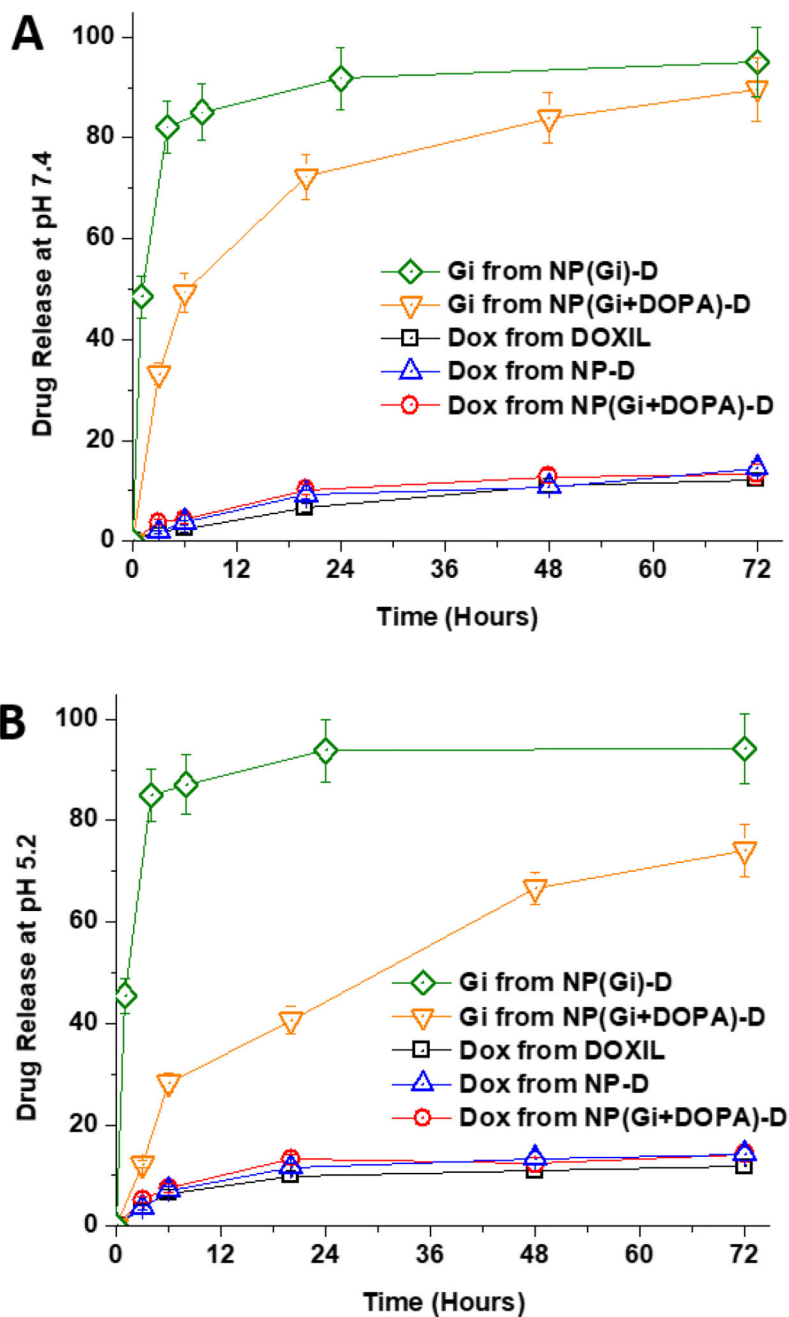 A
100
80
60
40
20
0
Drug Release at pH 7.4
Gi from NP(Gi)-D
Gi from NP(Gi+DOPA)-D
Dox from DOXIL
Dox from NP-D
Dox from NP(Gi+DOPA)-D
0 12 24 36 48 60 72
Time (Hours)
B
100
80
60
40
20
0
Drug Release at pH 5.2
Gi from NP(Gi)-D
Gi from NP(Gi+DOPA)-D
Dox from DOXIL
Dox from NP-D
Dox from NP(Gi+DOPA)-D
0 12 24 36 48 60 72
Time (Hours)